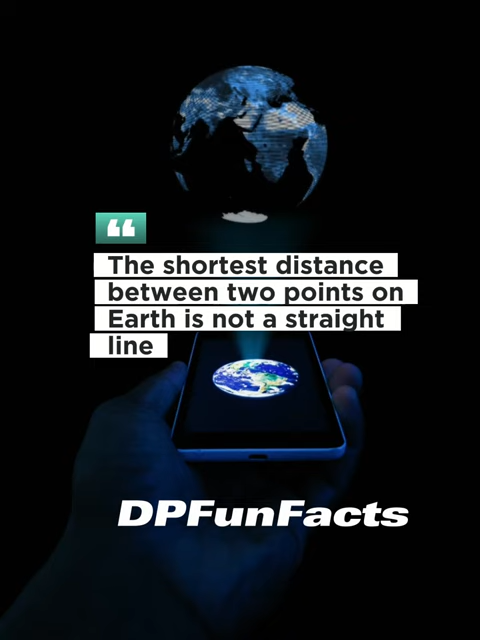 ❝
The shortest distance
between two points on
Earth is not a straight
line
DPFunFacts